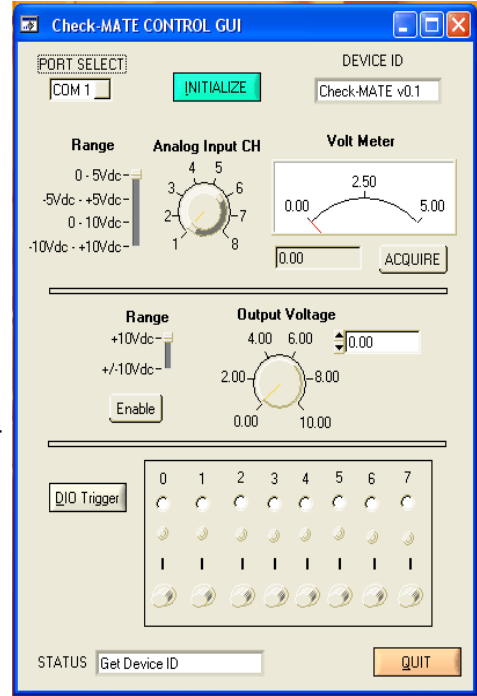 Check-MATE CONTROL GUI
PORT SELECT
COM 1
INITIALIZE
DEVICE ID
Check-MATE v0.1
Range
0 - 5Vdc
-5Vdc - +5Vdc
0 - 10Vdc
-10Vdc - +10Vdc
Analog Input CH
1 2 3 4 5 6 7 8
Volt Meter
0.00 2.50 5.00
0.00
ACQUIRE
Range
+10Vdc
+/-10Vdc
Enable
Output Voltage
0.00 2.00 4.00 6.00 8.00 10.00
0.00
DIO Trigger
0 1 2 3 4 5 6 7
STATUS Get Device ID
QUIT